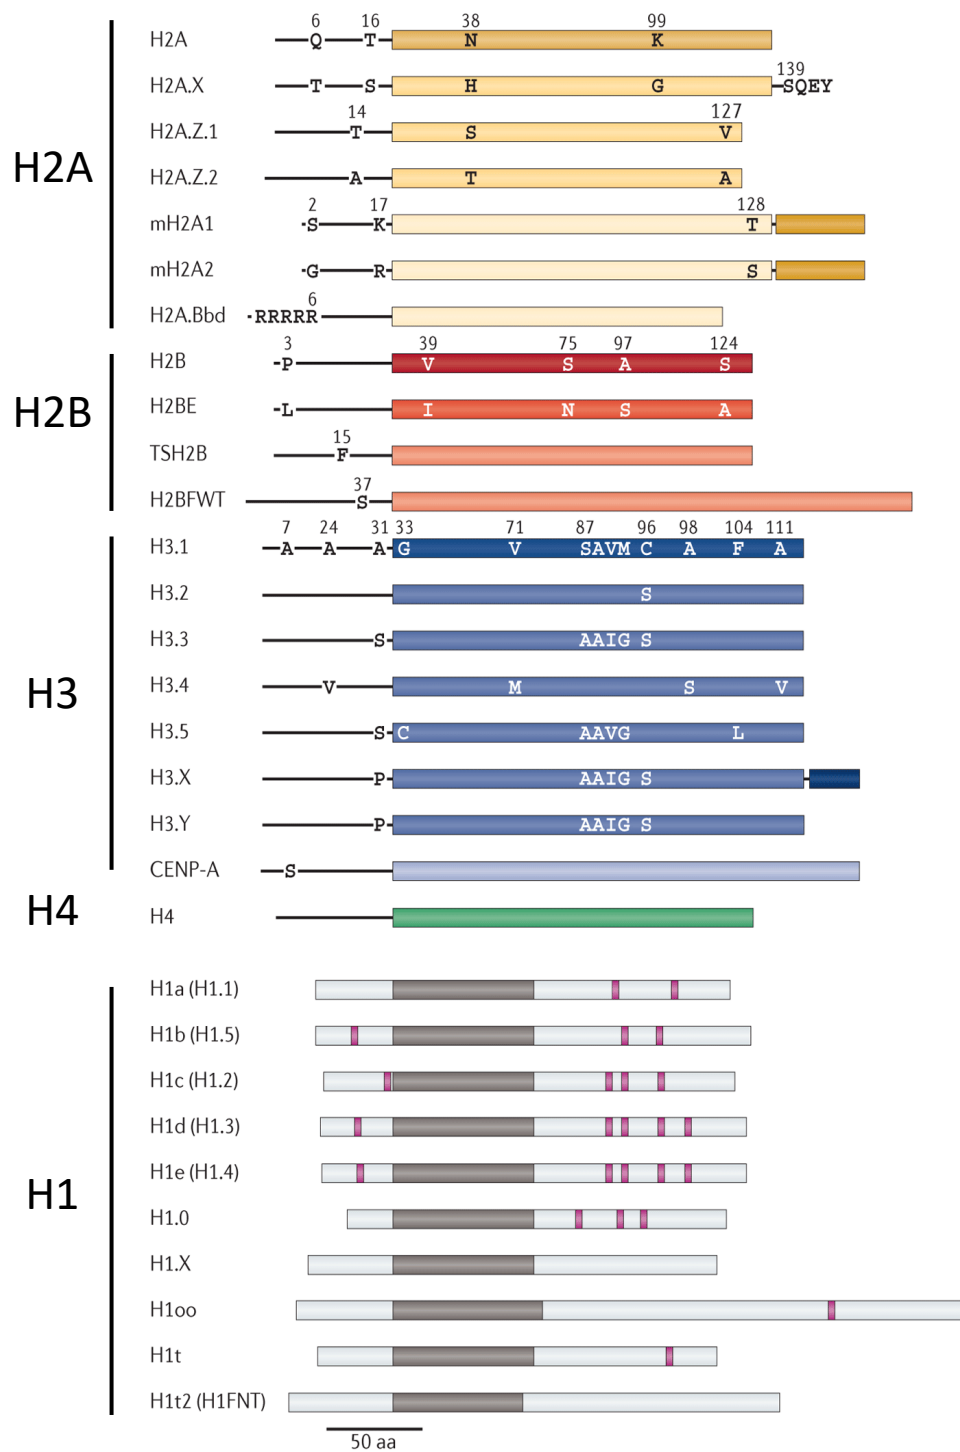 6 16 38 99
H2A Q T N K
139
H2A.X T S H G SQEY
14 127
H2A.Z.1 T S V
H2A
H2A.Z.2 A T A
2 17 128
mH2A1 S K T
mH2A2 G R S
6
H2A.Bbd RRRRR
3 39 75 97 124
H2B P V S A S
H2B
H2BE L I N S A
15
TSH2B F
37
H2BFWT S
7 24 31 33 71 87 96 98 104 111
H3.1 A A A G V SAVM C A F A
H3.2 S
H3.3 S AAIG S
H3
H3.4 V M S V
H3.5 S C AAVG L
H3.X P AAIG S
H3.Y P AAIG S
CENP-A S
H4
H4
H1a (H1.1)
H1b (H1.5)
H1c (H1.2)
H1d (H1.3)
H1e (H1.4)
H1
H1.0
H1.X
H1oo
H1t
H1t2 (H1FNT)
50 aa